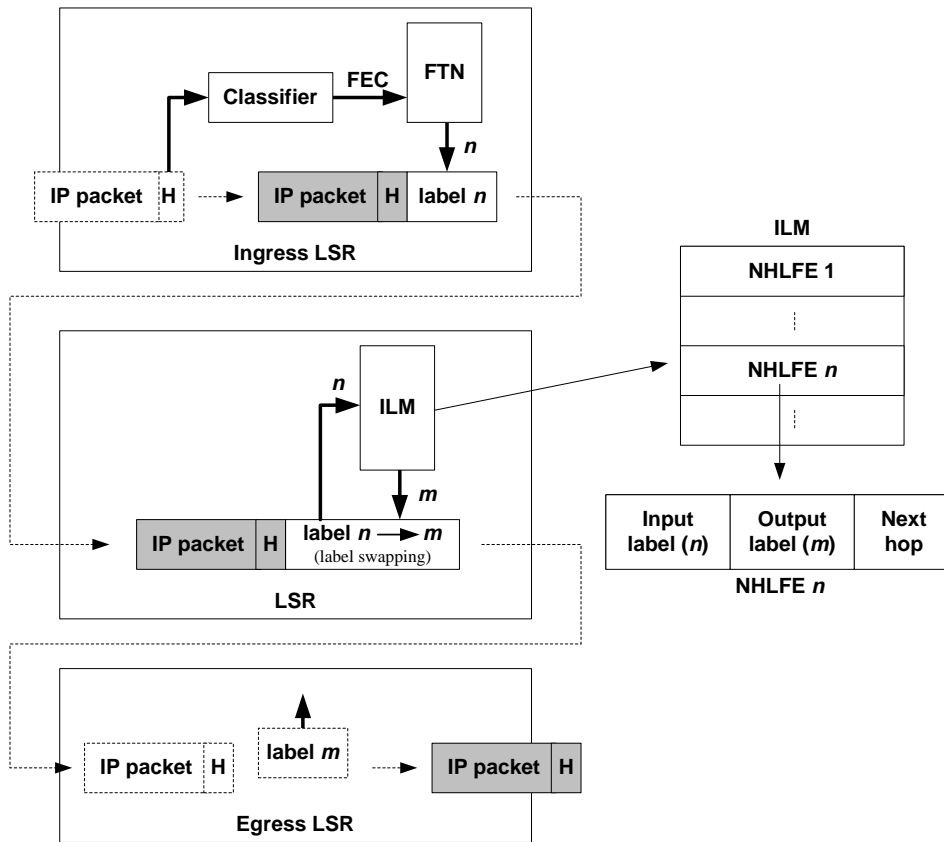 FTN
FEC
Classifier
n
IP packet H
IP packet H label n
Ingress LSR
ILM
NHLFE 1
NHLFE n
n
ILM
m
IP packet H label n m
(label swapping)
LSR
Input label (n)
Output label (m)
Next hop
NHLFE n
label m
IP packet H
IP packet H
Egress LSR